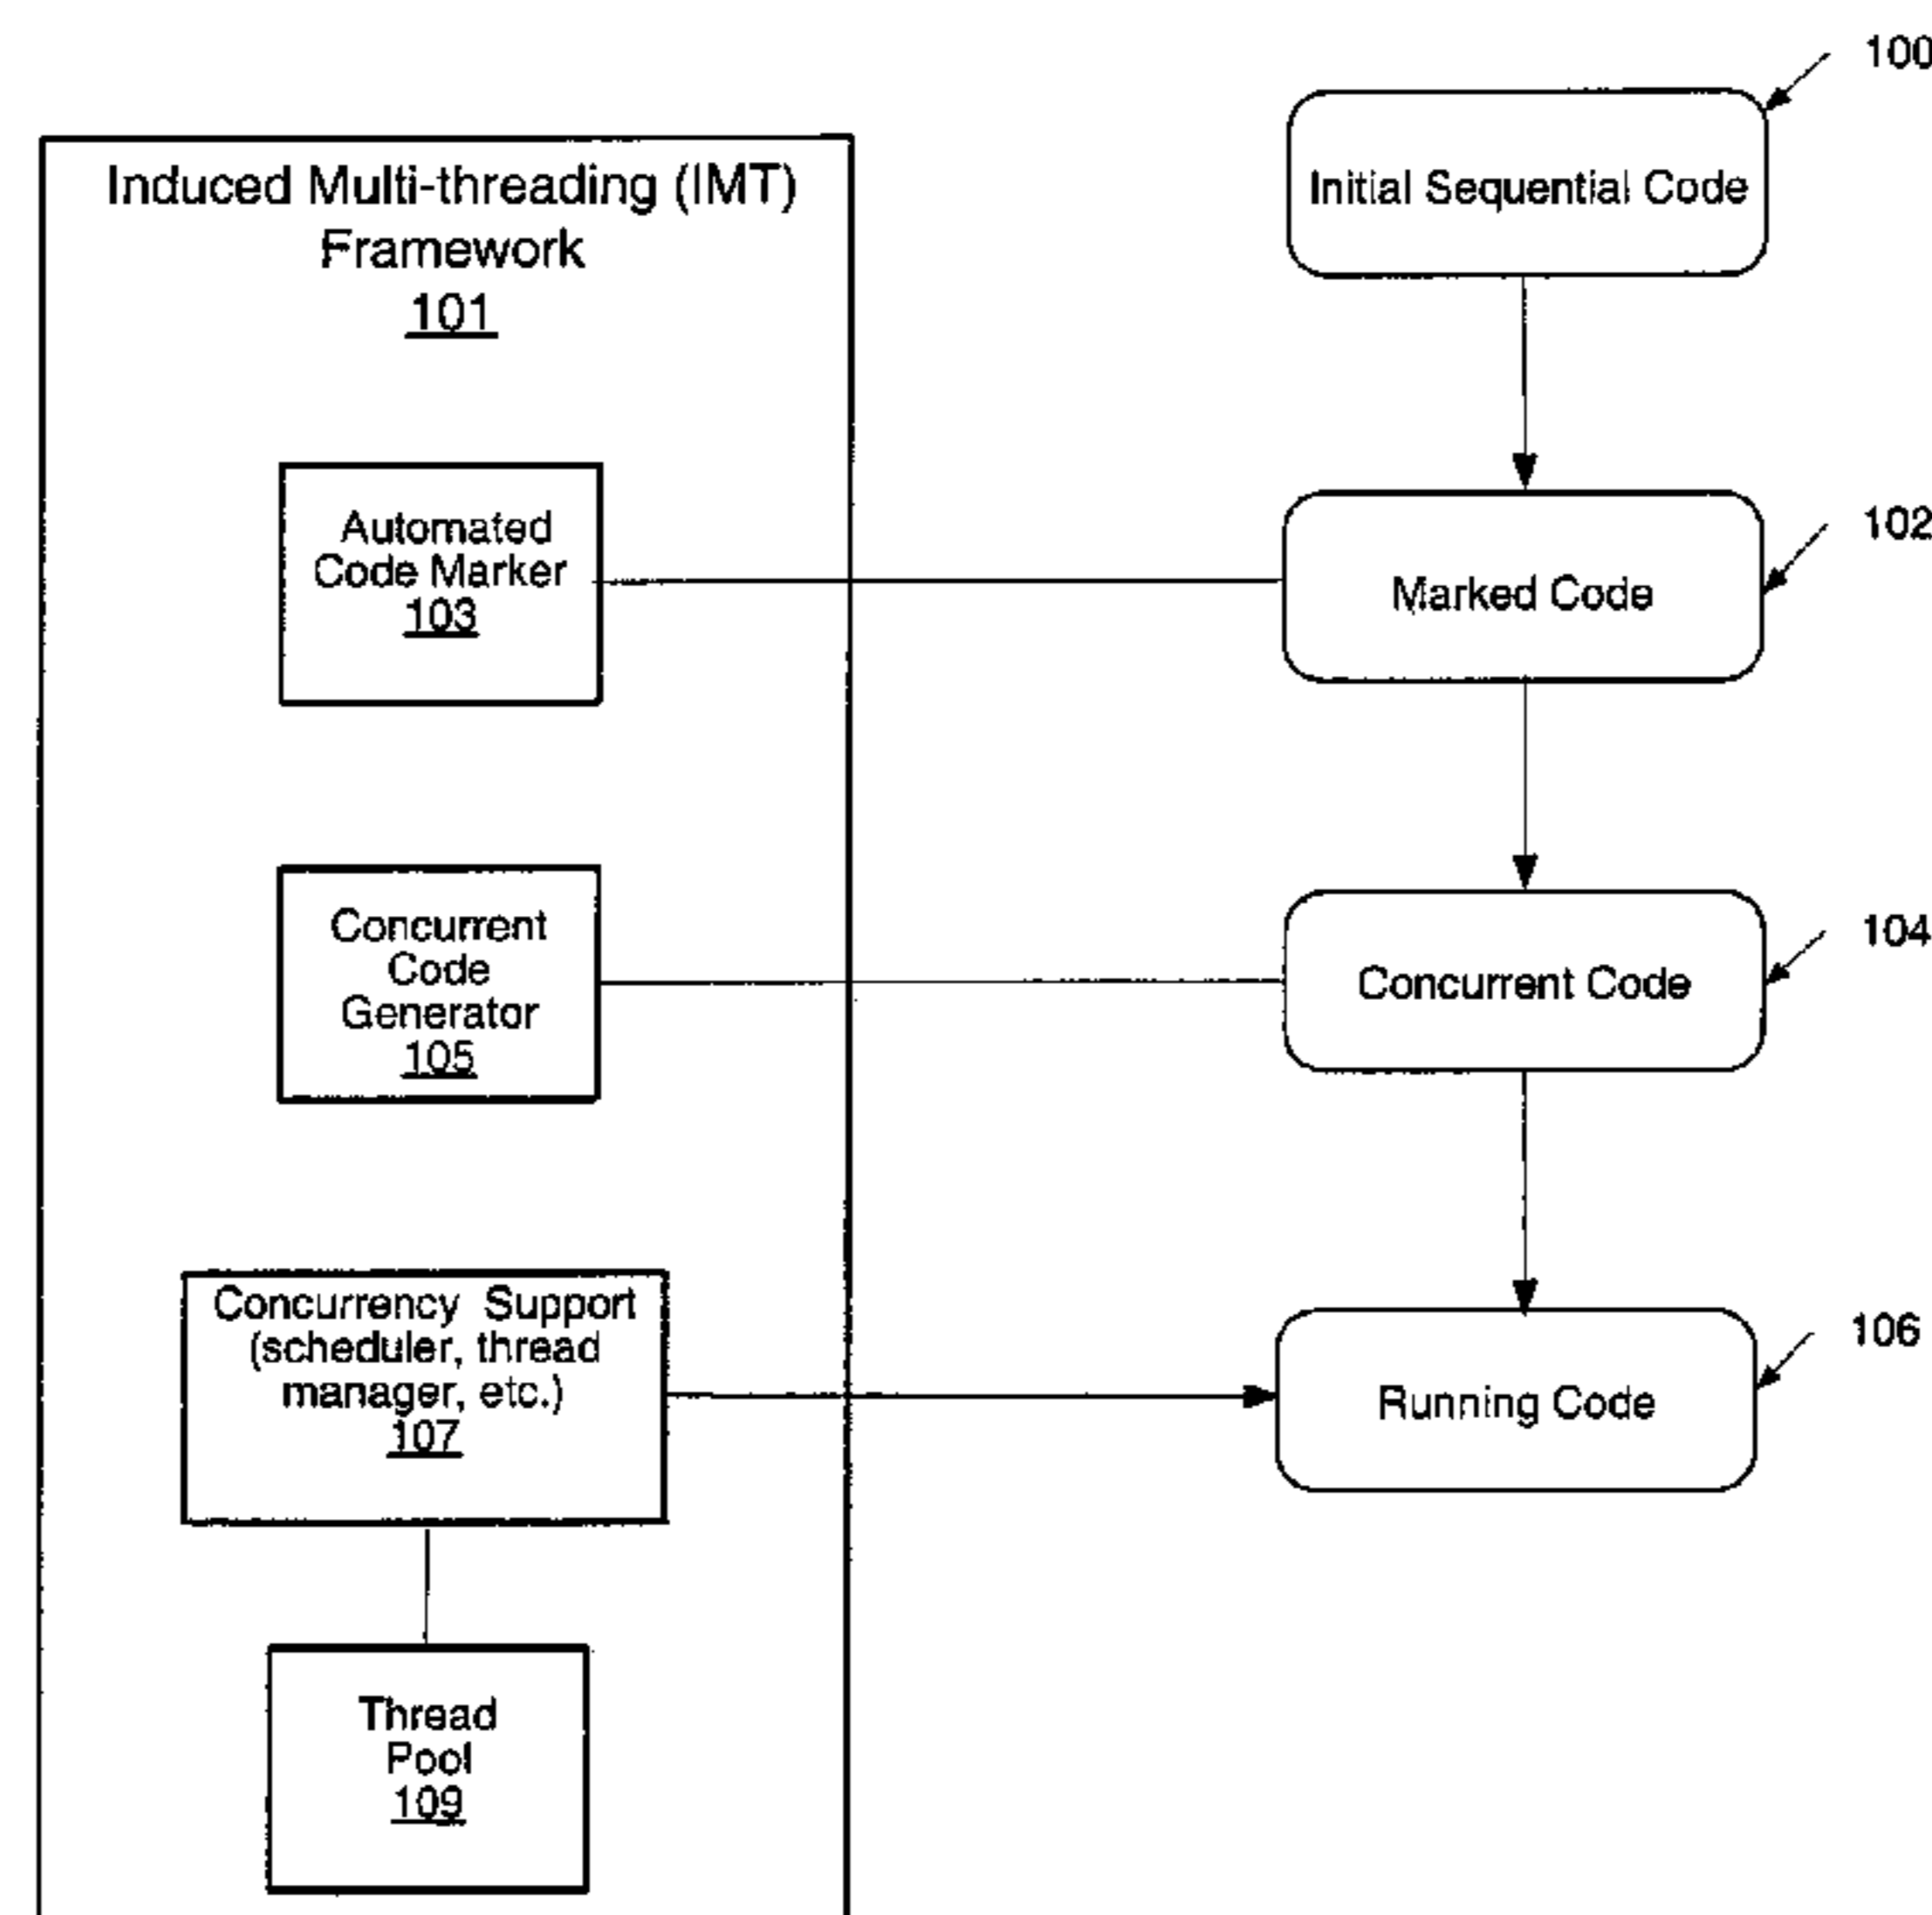 100
Induced Multi-threading (IMT)
Framework
101
Initial Sequential Code
Automated
Code Marker
103
102
Marked Code
Concurrent
Code
Generator
105
104
Concurrent Code
Concurrency Support
(scheduler, thread
manager, etc.)
107
106
Running Code
Thread
Pool
109